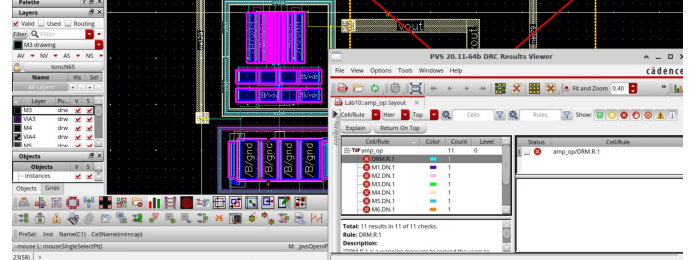 Palette
Layers
Valid Used Routing
Filter Filter
M3 drawing
AV NV AS NS
tsmcN65
Name Vis Sel
All Layers
Layer Pu... V S
M3 drw
VIA3 drw
M4 drw
VIA4 drw
M5 drw
Objects
Objects V S
Instances
Objects Grids
vout
PVS 20.11-64b DRC Results Viewer
File View Options Tools Windows Help
cādence
Fit and Zoom 0.40
Lab10::amp_op:layout
Cell/Rule Hier Top Cells Rules Show:
Explain Return On Top
Cell/Rule Color Count Level
TOP amp_op 11 0
DRM.R.1 1
M1.DN.1 1
M2.DN.1 1
M3.DN.1 1
M4.DN.1 1
M5.DN.1 1
M6.DN.1 1
Status Cell/Rule
1 amp_op/DRM.R.1
Total: 11 results in 11 of 11 checks.
Rule: DRM.R.1
Description:
PreSel: Inst Name(C1) CellName(mimcap)
mouse L: mouseSingleSelectPt()
M: _pvsOpenIP
23(58) >